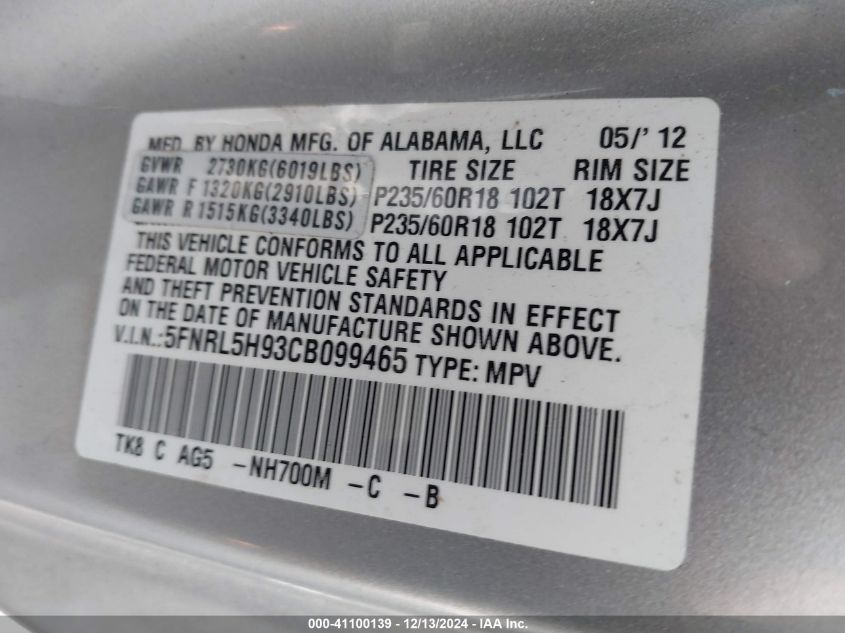 MFD. BY HONDA MFG. OF ALABAMA, LLC 05/' 12
GVWR 2730KG(6019LBS) TIRE SIZE RIM SIZE
GAWR F 1320KG(2910LBS) P235/60R18 102T 18X7J
GAWR R 1515KG(3340LBS) P235/60R18 102T 18X7J
THIS VEHICLE CONFORMS TO ALL APPLICABLE
FEDERAL MOTOR VEHICLE SAFETY
AND THEFT PREVENTION STANDARDS IN EFFECT
ON THE DATE OF MANUFACTURE SHOWN ABOVE.
V.I.N.:5FNRL5H93CB099465 TYPE: MPV
TK8 C AG5 -NH700M -C -B
000-41100139 - 12/13/2024 - IAA Inc.